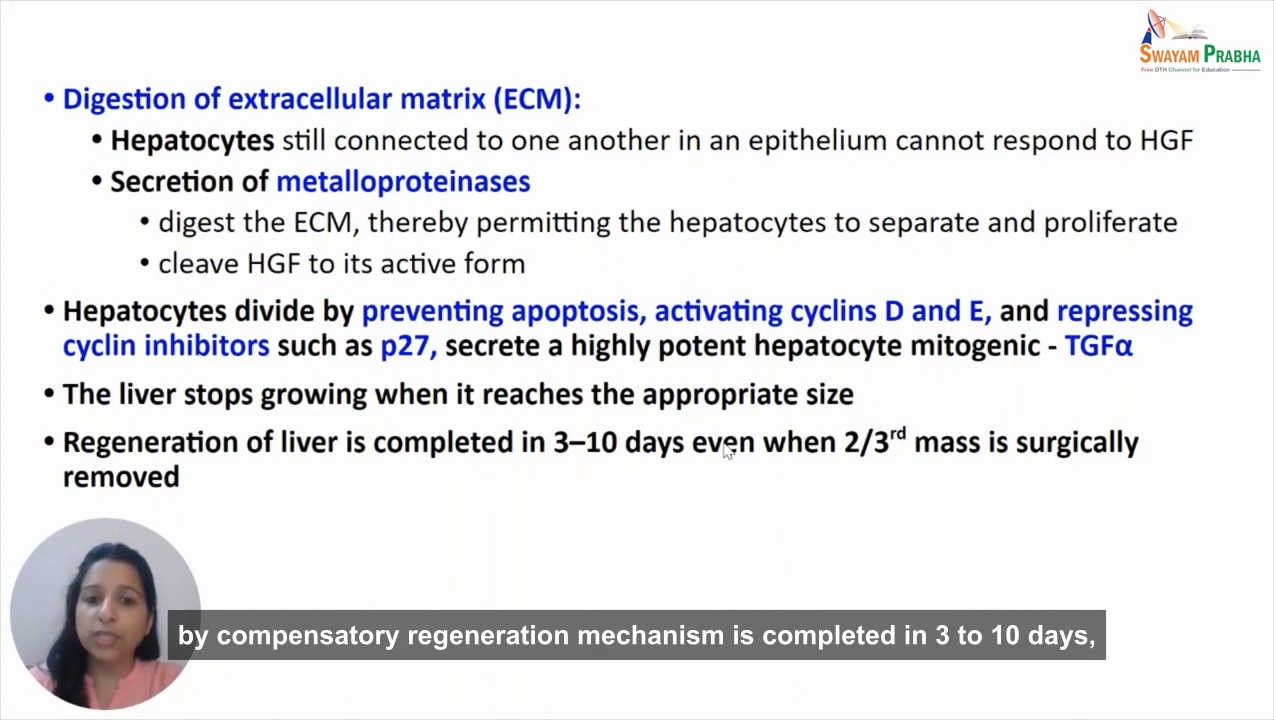 SWAYAM PRABHA
Free DTH Channel for Education
• Digestion of extracellular matrix (ECM):
• Hepatocytes still connected to one another in an epithelium cannot respond to HGF
• Secretion of metalloproteinases
• digest the ECM, thereby permitting the hepatocytes to separate and proliferate
• cleave HGF to its active form
• Hepatocytes divide by preventing apoptosis, activating cyclins D and E, and repressing
cyclin inhibitors such as p27, secrete a highly potent hepatocyte mitogenic - TGFα
• The liver stops growing when it reaches the appropriate size
• Regeneration of liver is completed in 3–10 days even when 2/3rd mass is surgically
removed
by compensatory regeneration mechanism is completed in 3 to 10 days,